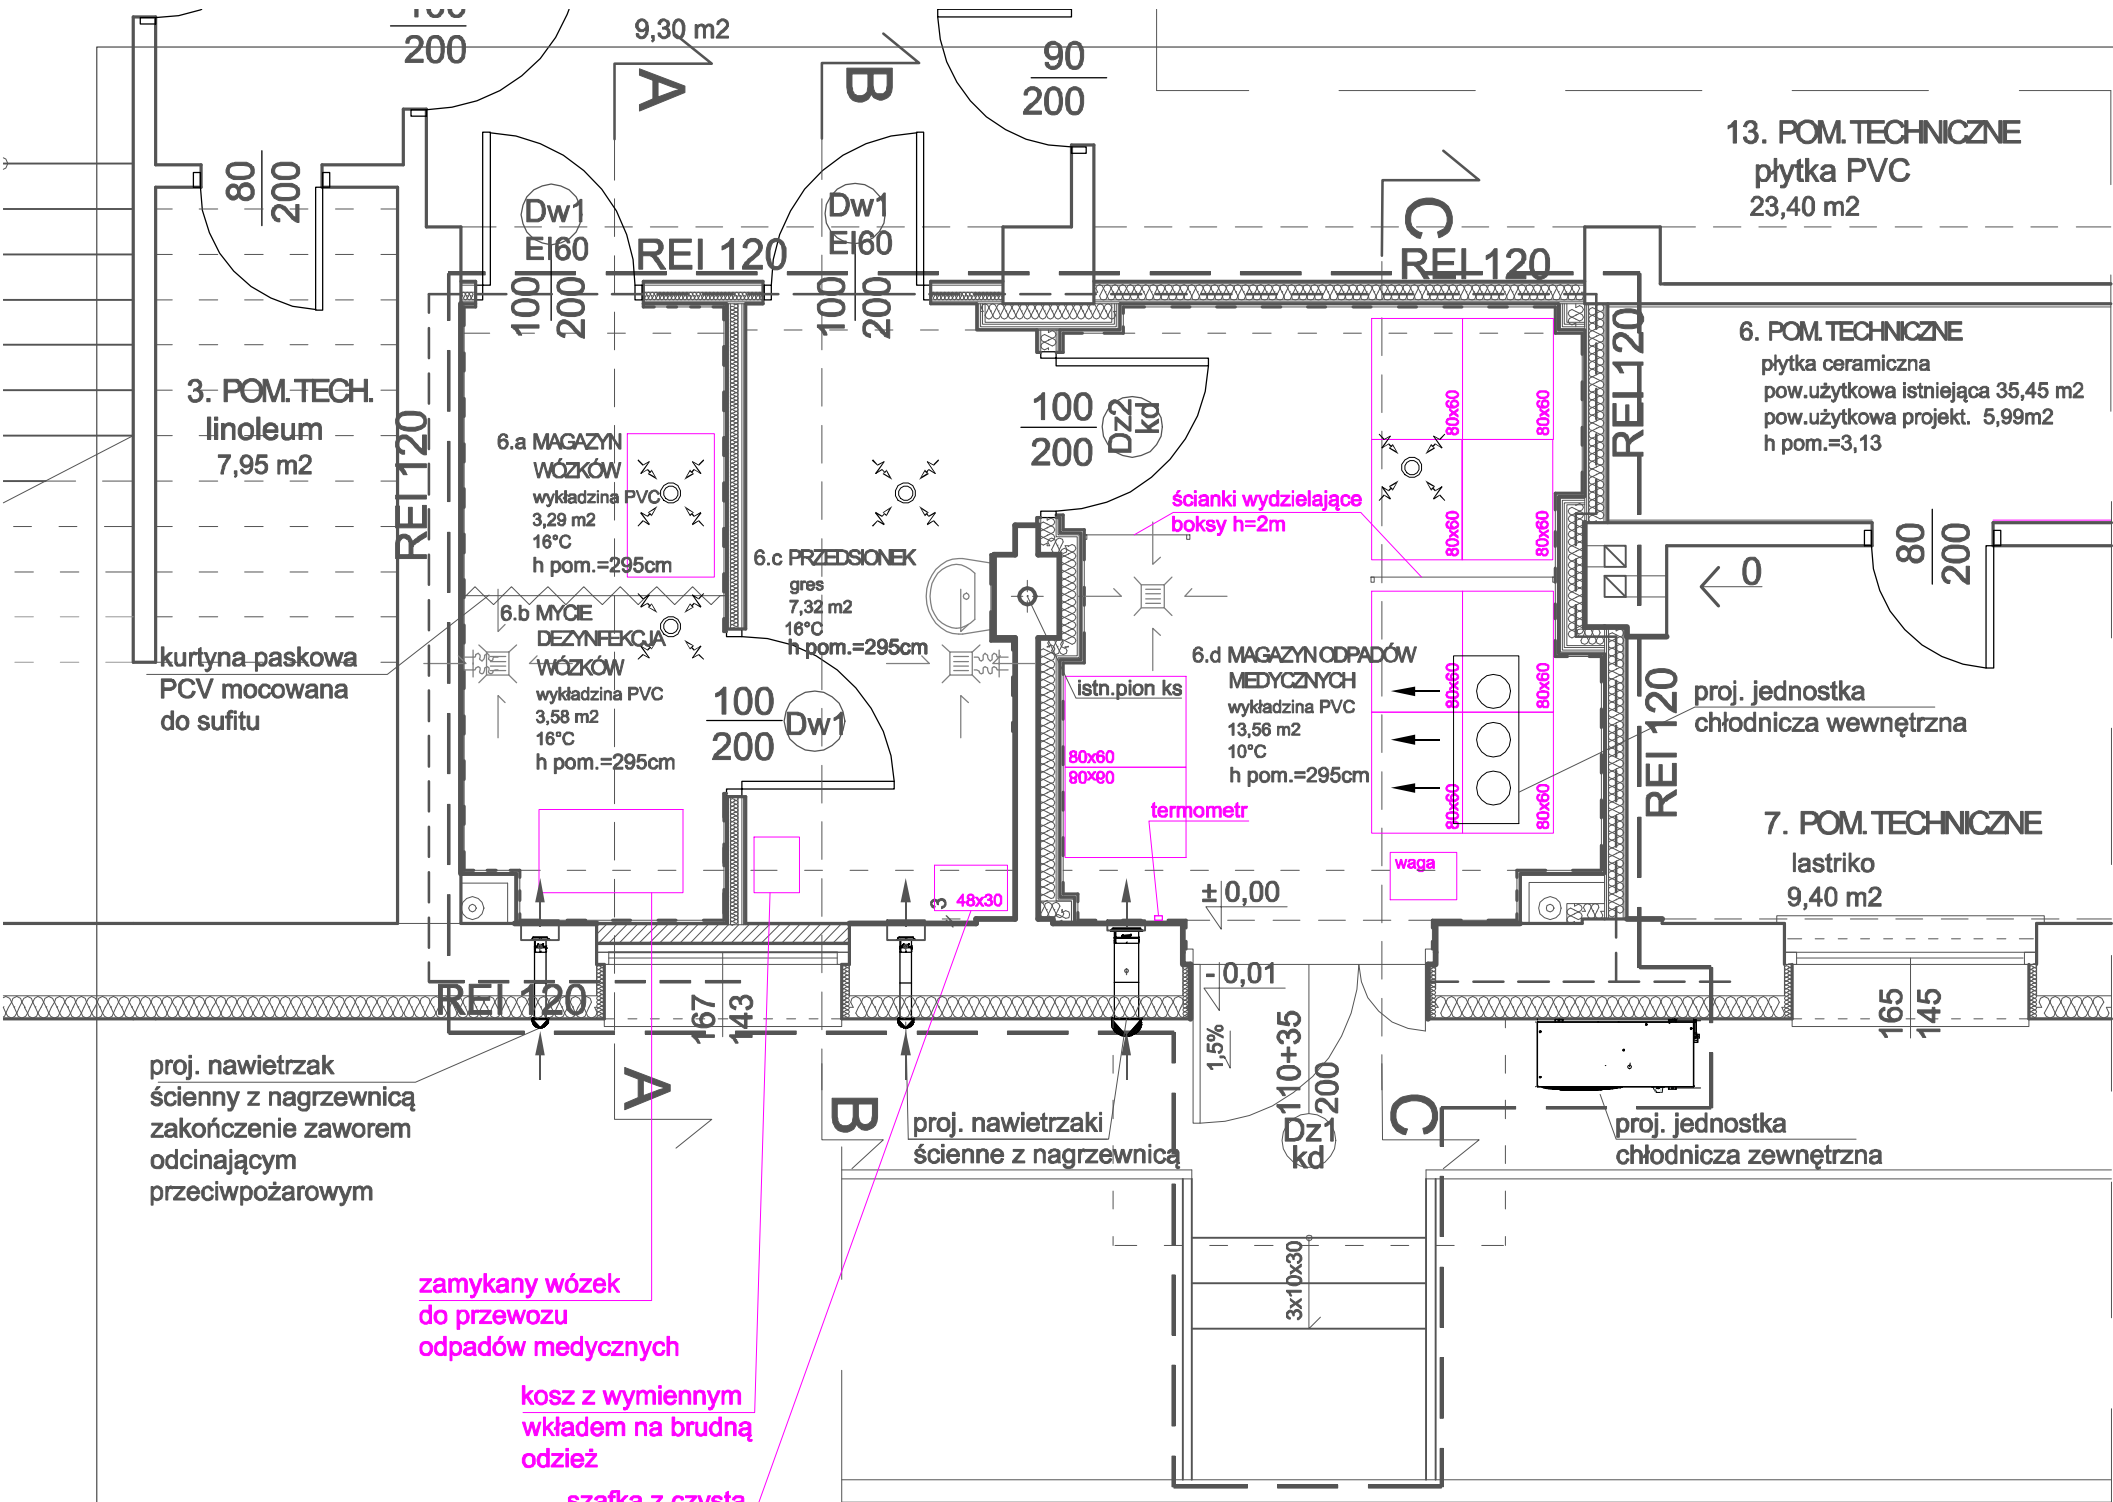 100
200
9,30 m2
A
B
90
200
13. POM. TECHNICZNE
płytka PVC
23,40 m2
80
200
Dw1
EI60
REI 120
Dw1
EI60
C
REI 120
100
200
100
200
REI 120
6. POM. TECHNICZNE
płytka ceramiczna
pow.użytkowa istniejąca 35,45 m2
pow.użytkowa projekt. 5,99m2
h pom.=3,13
3. POM.TECH.
linoleum
7,95 m2
REI 120
100
200
Dz2
kd
80x60
80x60
6.a MAGAZYN
WÓZKÓW
wykładzina PVC
3,29 m2
16°C
h pom.=295cm
ścianki wydzielające
boksy h=2m
80x60
80x60
80
200
0
6.c PRZEDSIONEK
gres
7,32 m2
16°C
h pom.=295cm
6.b MYCIE
DEZYNFEKCJA
WÓZKÓW
wykładzina PVC
3,58 m2
16°C
h pom.=295cm
kurtyna paskowa
PCV mocowana
do sufitu
100
200
Dw1
istn.pion ks
6.d MAGAZYN ODPADÓW
MEDYCZNYCH
wykładzina PVC
13,56 m2
10°C
h pom.=295cm
80x60
80x60
REI 120
proj. jednostka
chłodnicza wewnętrzna
80x60
80x60
80x60
80x60
termometr
7. POM. TECHNICZNE
lastriko
9,40 m2
waga
48x30
3
±0,00
-0,01
REI 120
167
143
1,5%
110+35
200
165
145
proj. nawietrzak
ścienny z nagrzewnicą
zakończenie zaworem
odcinającym
przeciwpożarowym
A
B
proj. nawietrzaki
ścienne z nagrzewnicą
Dz1
kd
C
proj. jednostka
chłodnicza zewnętrzna
3x10x30
zamykany wózek
do przewozu
odpadów medycznych
kosz z wymiennym
wkładem na brudną
odzież
szafka z czystą